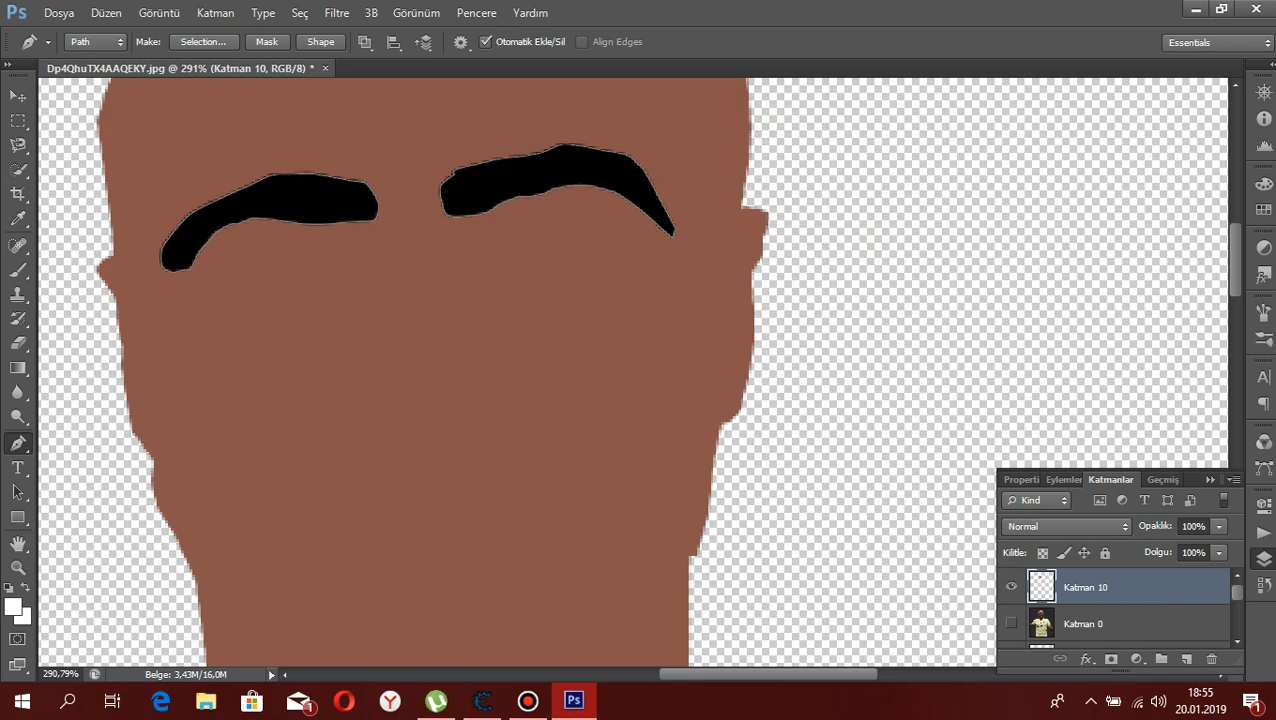 Ps Dosya Düzen Görüntü Katman Type Seç Filtre 3B Görünüm Pencere Yardım
Path Make: Selection... Mask Shape Otomatik Ekle/Sil Align Edges Essentials
Dp4QhuTX4AAQEKY.jpg @ 291% (Katman 10, RGB/8) *
Properti Eylemler Katmanlar Geçmiş
Kind
Normal Opaklık: 100%
Kilitle: Dolgu: 100%
Katman 10
Katman 0
290,79% Belge: 3,43M/16,0M
18:55
20.01.2019